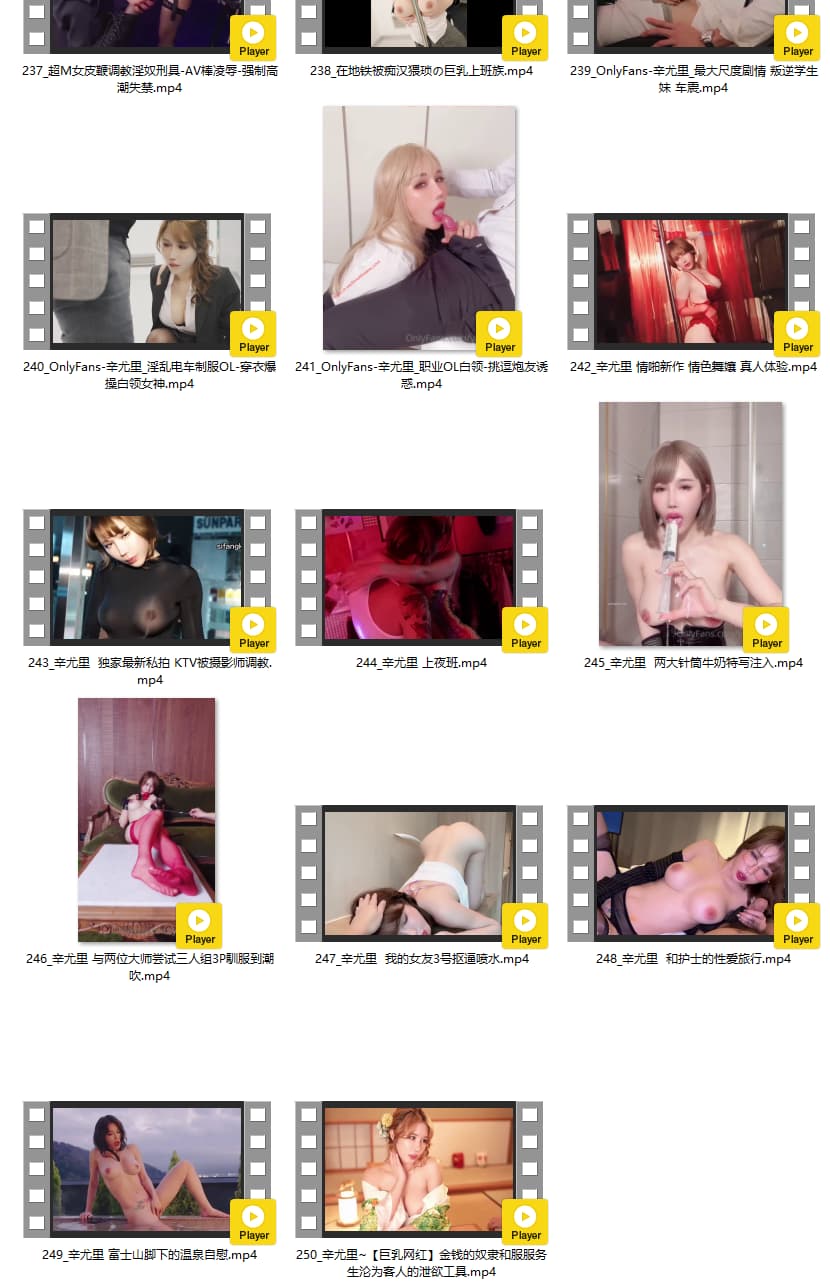 Player
Player
Player
237_超M女皮鞭调教淫奴刑具-AV棒凌辱-强制高
潮失禁.mp4
238_在地铁被痴汉猥琐の巨乳上班族.mp4
239_OnlyFans-辛尤里_最大尺度剧情 叛逆学生
妹 车震.mp4
Player
Player
Player
240_OnlyFans-辛尤里_淫乱电车制服OL-穿衣爆
操白领女神.mp4
241_OnlyFans-辛尤里_职业OL白领-挑逗炮友诱
惑.mp4
242_辛尤里 情啪新作 情色舞孃 真人体验.mp4
SUNPAR
Player
Player
Player
243_辛尤里 独家最新私拍 KTV被摄影师调教.
mp4
244_辛尤里 上夜班.mp4
245_辛尤里 两大针筒牛奶特写注入.mp4
Player
Player
Player
246_辛尤里 与两位大师尝试三人组3P驯服到潮
吹.mp4
247_辛尤里 我的女友3号抠逼喷水.mp4
248_辛尤里 和护士的性爱旅行.mp4
Player
Player
249_辛尤里 富士山脚下的温泉自慰.mp4
250_辛尤里~【巨乳网红】金钱的奴隶和服服务
生沦为客人的泄欲工具.mp4